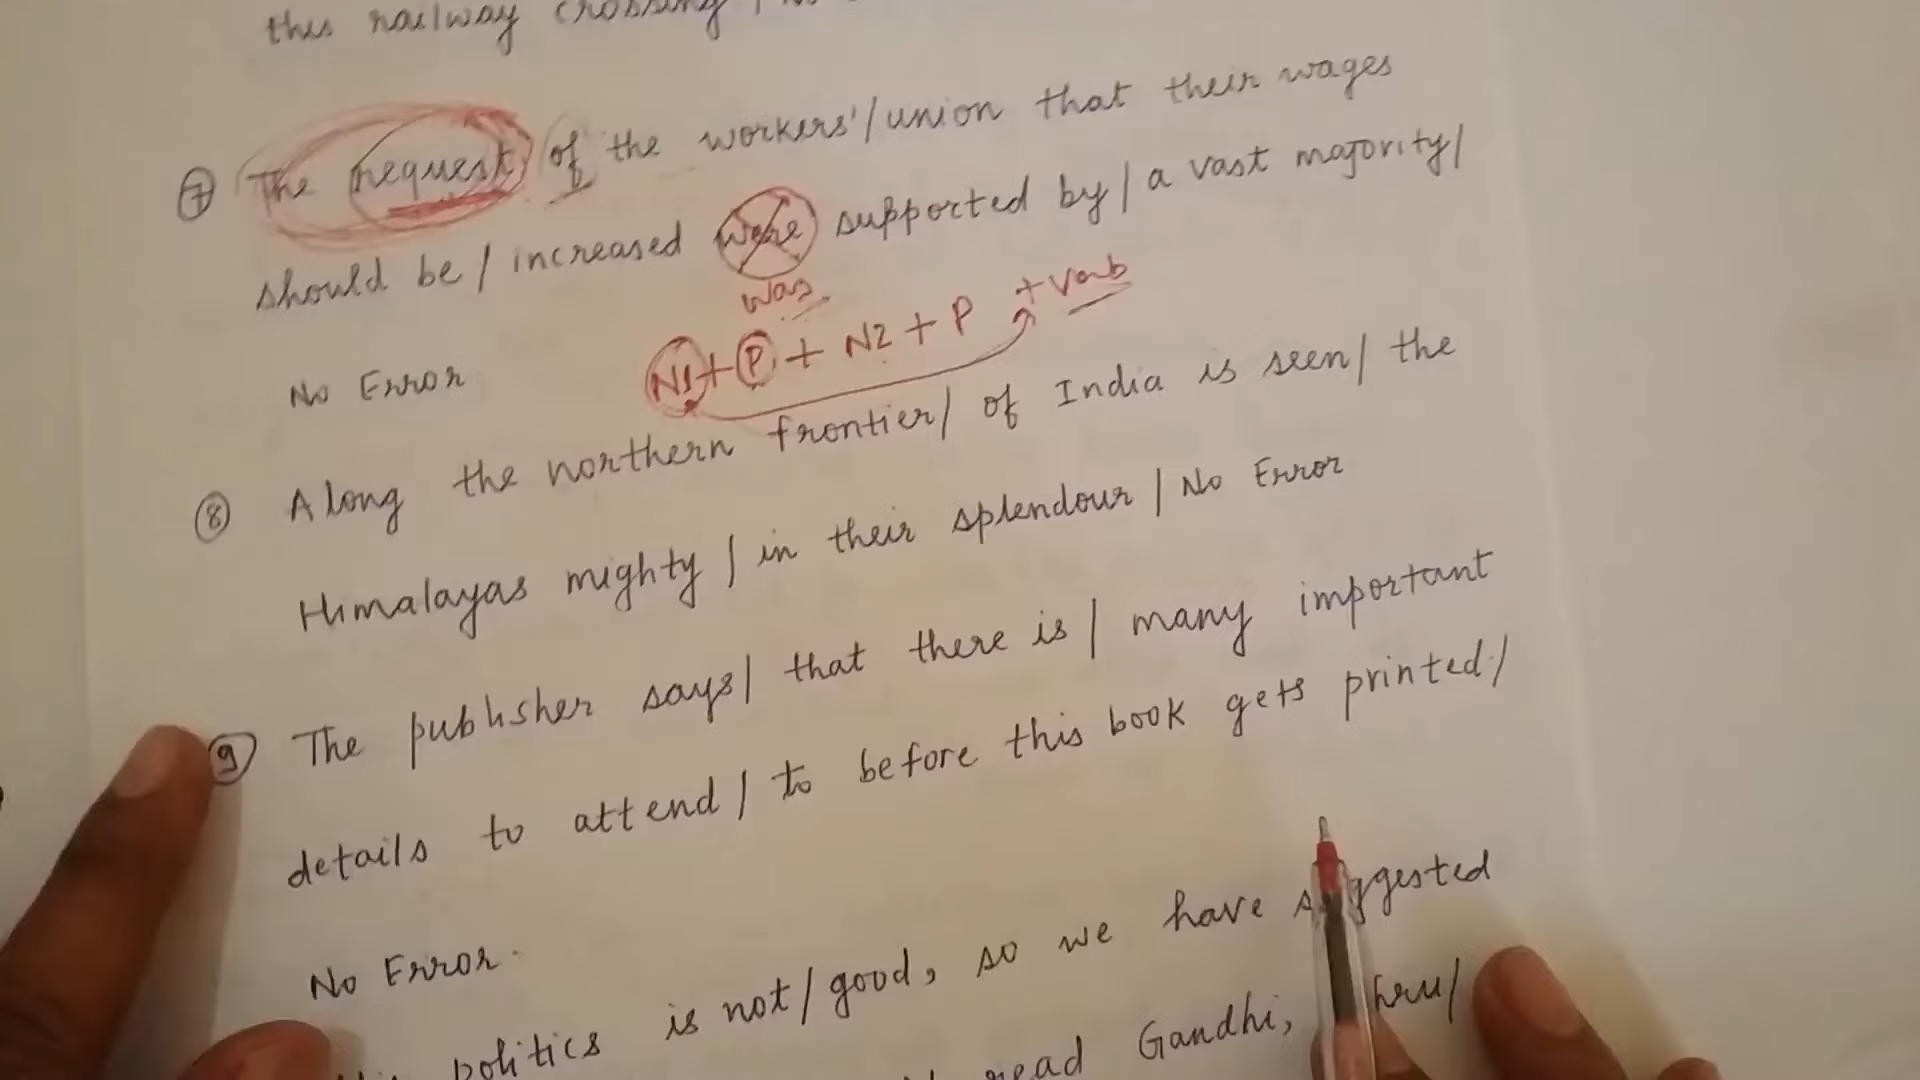 this railway crossing
7 The request of the workers'/union that their wages
should be/ increased were supported by/ a vast majority/
was
No Error
N1 + P + N2 + P + Verb
8 Along the northern frontier/ of India is seen/ the
Himalayas mighty / in their splendour / No Error
9 The publisher says/ that there is/ many important
details to attend/ to before this book gets printed/
No Error.
politics is not/good, so we have suggested
read Gandhi,